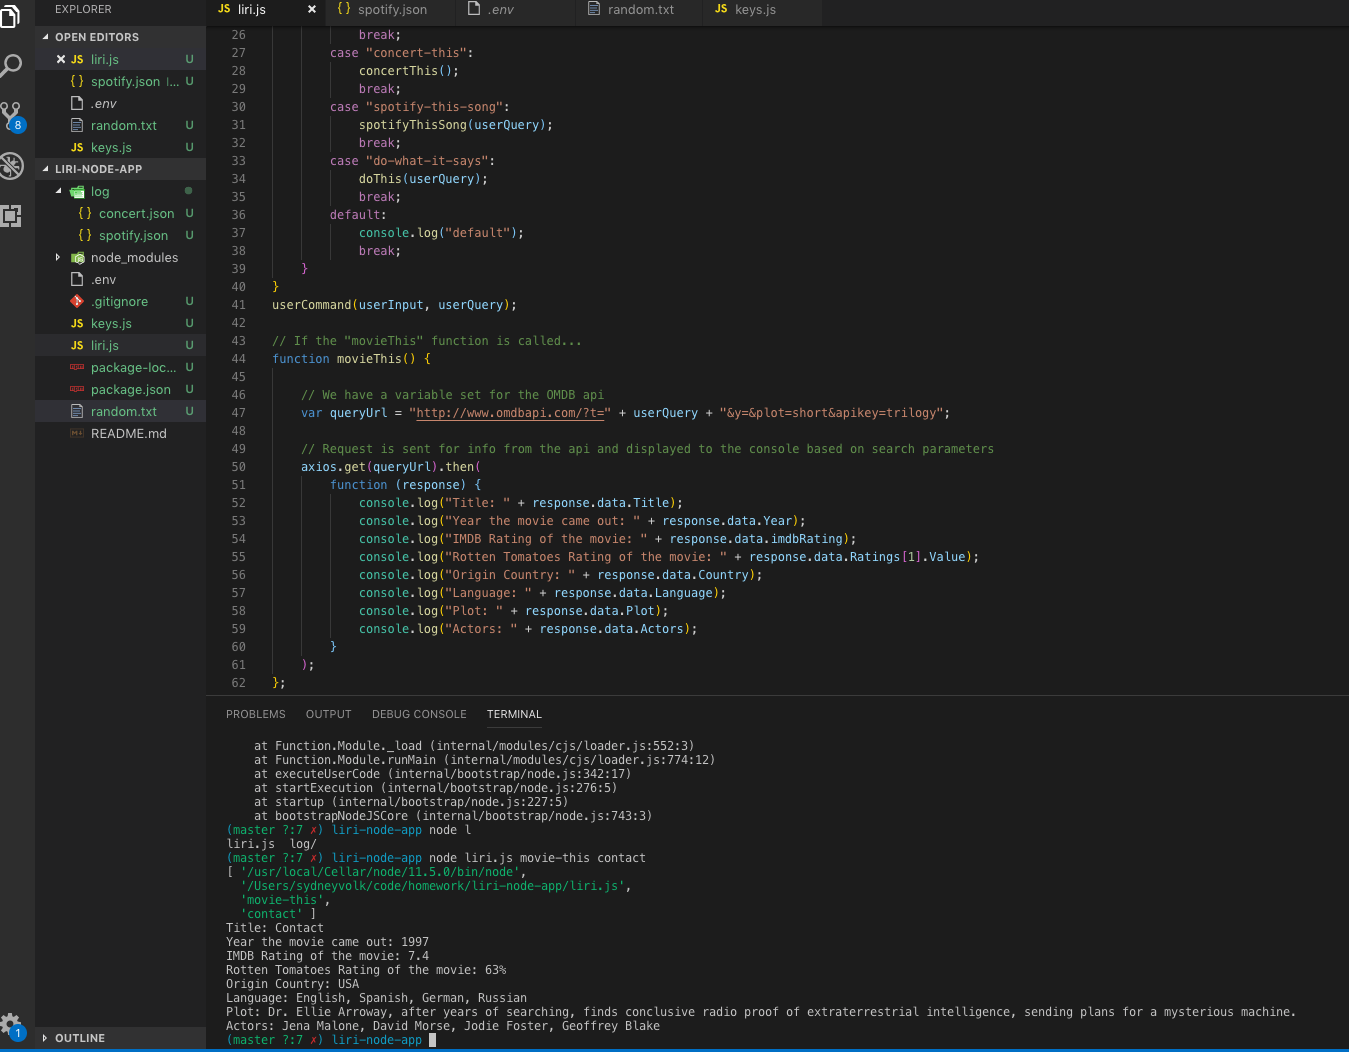 EXPLORER
OPEN EDITORS
JS liri.js U
{ } spotify.json l... U
.env
random.txt U
JS keys.js U
LIRI-NODE-APP
log
{ } concert.json U
{ } spotify.json U
node_modules
.env
.gitignore U
JS keys.js U
JS liri.js U
package-loc... U
package.json U
random.txt U
README.md
OUTLINE
8
1
JS liri.js
{ } spotify.json
.env
random.txt
JS keys.js
26 break;
27 case "concert-this":
28 concertThis();
29 break;
30 case "spotify-this-song":
31 spotifyThisSong(userQuery);
32 break;
33 case "do-what-it-says":
34 doThis(userQuery);
35 break;
36 default:
37 console.log("default");
38 break;
39 }
40 }
41 userCommand(userInput, userQuery);
42
43 // If the "movieThis" function is called...
44 function movieThis() {
45
46 // We have a variable set for the OMDB api
47 var queryUrl = "http://www.omdbapi.com/?t=" + userQuery + "&y=&plot=short&apikey=trilogy";
48
49 // Request is sent for info from the api and displayed to the console based on search parameters
50 axios.get(queryUrl).then(
51 function (response) {
52 console.log("Title: " + response.data.Title);
53 console.log("Year the movie came out: " + response.data.Year);
54 console.log("IMDB Rating of the movie: " + response.data.imdbRating);
55 console.log("Rotten Tomatoes Rating of the movie: " + response.data.Ratings[1].Value);
56 console.log("Origin Country: " + response.data.Country);
57 console.log("Language: " + response.data.Language);
58 console.log("Plot: " + response.data.Plot);
59 console.log("Actors: " + response.data.Actors);
60 }
61 );
62 };
PROBLEMS OUTPUT DEBUG CONSOLE TERMINAL
at Function.Module._load (internal/modules/cjs/loader.js:552:3)
at Function.Module.runMain (internal/modules/cjs/loader.js:774:12)
at executeUserCode (internal/bootstrap/node.js:342:17)
at startExecution (internal/bootstrap/node.js:276:5)
at startup (internal/bootstrap/node.js:227:5)
at bootstrapNodeJSCore (internal/bootstrap/node.js:743:3)
(master ?:7 ✗) liri-node-app node l
liri.js log/
(master ?:7 ✗) liri-node-app node liri.js movie-this contact
[ '/usr/local/Cellar/node/11.5.0/bin/node',
'/Users/sydneyvolk/code/homework/liri-node-app/liri.js',
'movie-this',
'contact' ]
Title: Contact
Year the movie came out: 1997
IMDB Rating of the movie: 7.4
Rotten Tomatoes Rating of the movie: 63%
Origin Country: USA
Language: English, Spanish, German, Russian
Plot: Dr. Ellie Arroway, after years of searching, finds conclusive radio proof of extraterrestrial intelligence, sending plans for a mysterious machine.
Actors: Jena Malone, David Morse, Jodie Foster, Geoffrey Blake
(master ?:7 ✗) liri-node-app